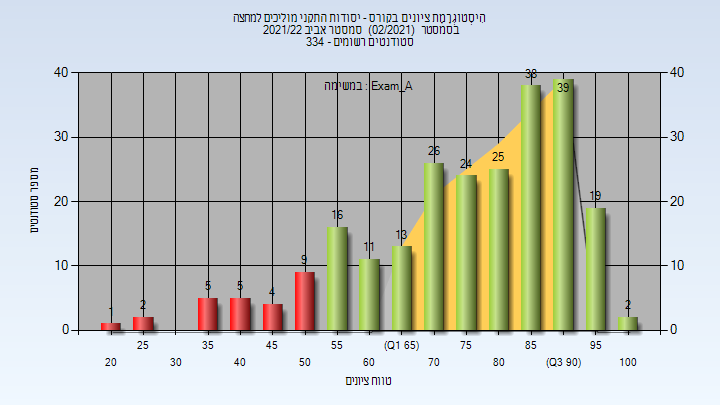 היסטוגרמת ציונים בקורס - יסודות התקני מוליכים למחצה
בסמסטר (02/2021) סמסטר אביב 2021/22
סטודנטים רשומים - 334
במשימה : Exam_A
מספר סטודנטים
40 40
30 30
20 20
10 10
0 0
1 2 5 5 4 9 16 11 13 26 24 25 38 39 19 2
25 35 45 55 (Q1 65) 75 85 95
20 30 40 50 60 70 80 (Q3 90) 100
טווח ציונים